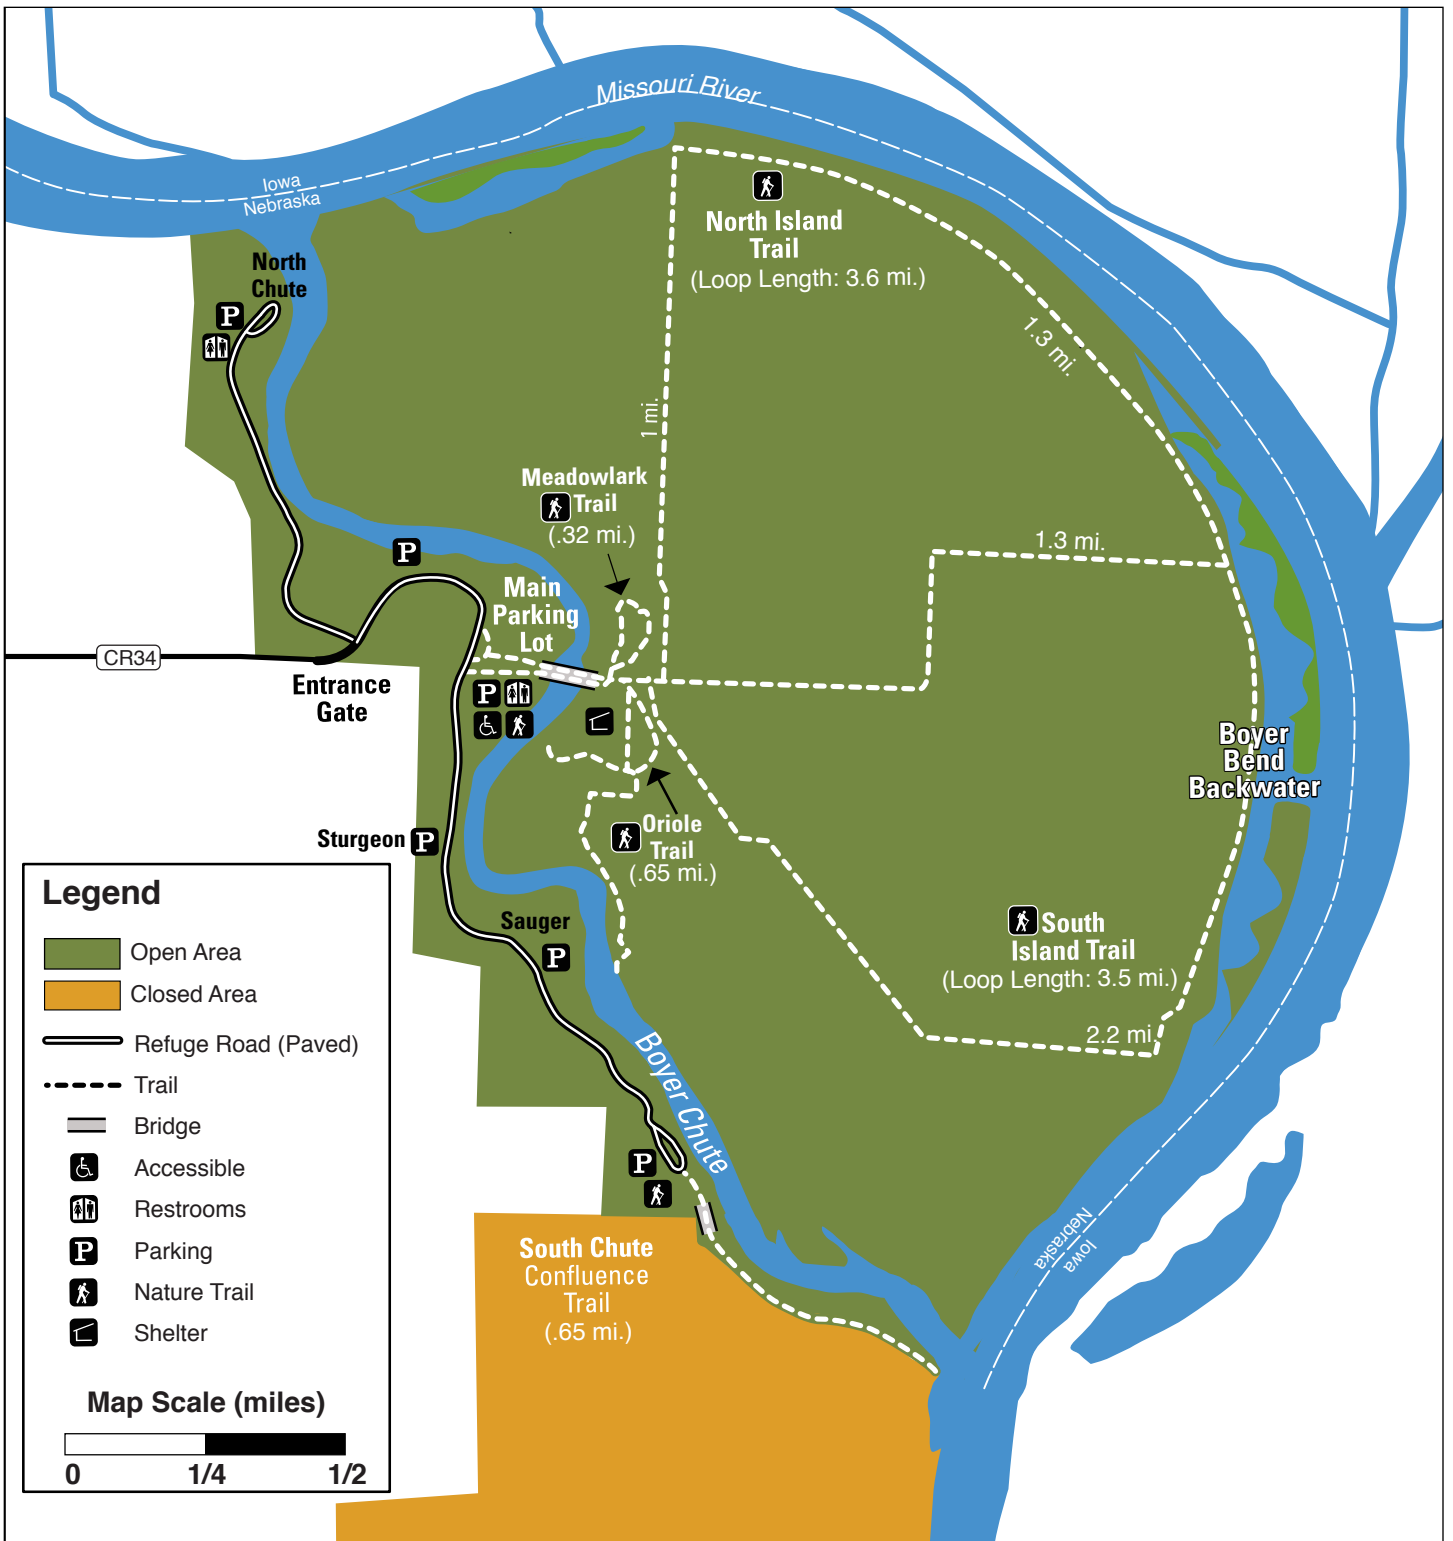 Missouri River
Iowa
Nebraska
North
Chute
P
North Island
Trail
(Loop Length: 3.6 mi.)
1.3 mi.
1 mi.
Meadowlark
Trail
(.32 mi.)
P
1.3 mi.
Main
Parking
Lot
CR34
Entrance
Gate
P
Boyer
Bend
Backwater
Sturgeon P
Oriole
Trail
(.65 mi.)
Sauger
P
South
Island Trail
(Loop Length: 3.5 mi.)
2.2 mi.
Boyer Chute
P
Nebraska
Iowa
South Chute
Confluence
Trail
(.65 mi.)
Legend
Open Area
Closed Area
Refuge Road (Paved)
Trail
Bridge
Accessible
Restrooms
P Parking
Nature Trail
Shelter
Map Scale (miles)
0 1/4 1/2